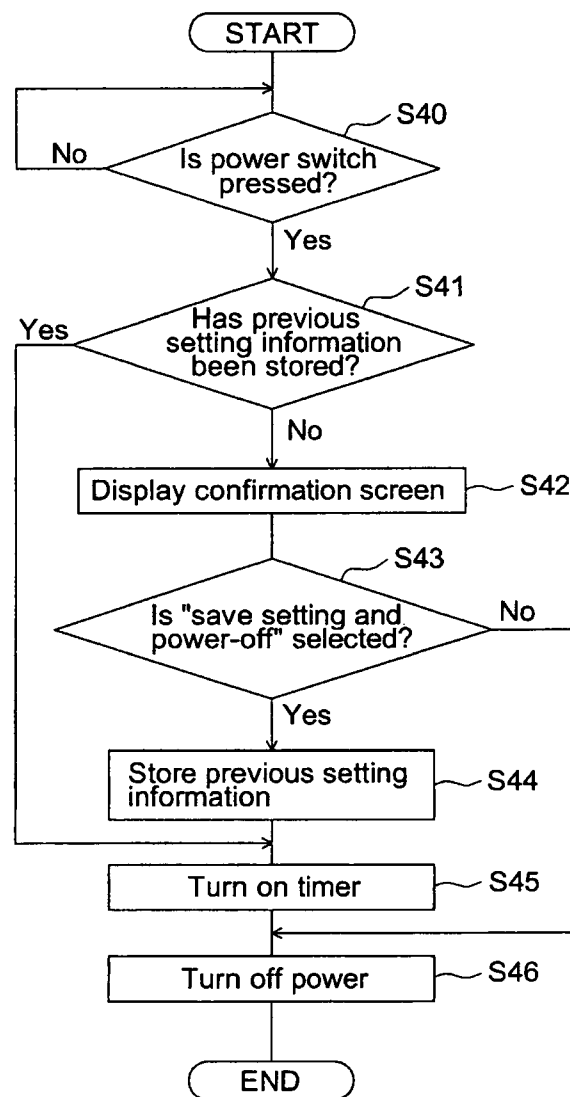 START
S40
No
Is power switch
pressed?
Yes
S41
Yes
Has previous
setting information
been stored?
No
Display confirmation screen
S42
S43
Is "save setting and
power-off" selected?
No
Yes
Store previous setting
information
S44
Turn on timer
S45
Turn off power
S46
END